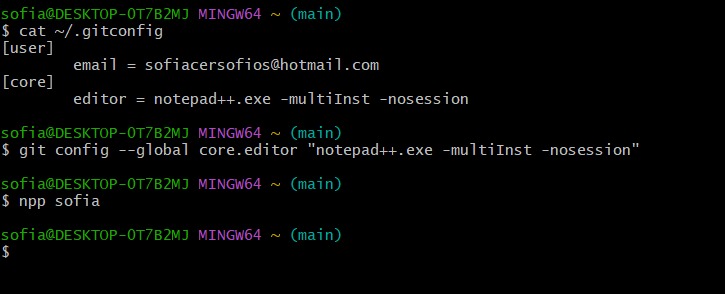 sofia@DESKTOP-OT7B2MJ MINGW64 ~ (main)
$ cat ~/.gitconfig
[user]
        email = sofiacersofios@hotmail.com
[core]
        editor = notepad++.exe -multiInst -nosession
sofia@DESKTOP-OT7B2MJ MINGW64 ~ (main)
$ git config --global core.editor "notepad++.exe -multiInst -nosession"
sofia@DESKTOP-OT7B2MJ MINGW64 ~ (main)
$ npp sofia
sofia@DESKTOP-OT7B2MJ MINGW64 ~ (main)
$